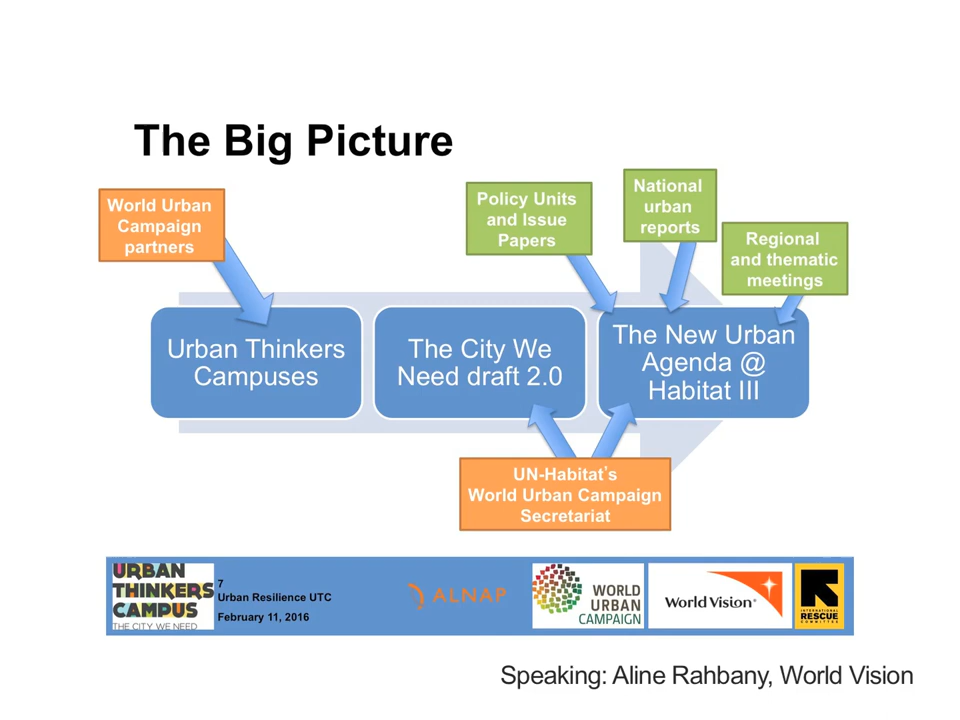 The Big Picture
World Urban
Campaign
partners
Policy Units
and Issue
Papers
National
urban
reports
Regional
and thematic
meetings
Urban Thinkers
Campuses
The City We
Need draft 2.0
The New Urban
Agenda @
Habitat III
UN-Habitat's
World Urban Campaign
Secretariat
URBAN
THINKERS
CAMPUS
THE CITY WE NEED
7
Urban Resilience UTC
February 11, 2016
ALNAP
WORLD
URBAN
CAMPAIGN
World Vision
INTERNATIONAL
RESCUE
COMMITTEE
Speaking: Aline Rahbany, World Vision